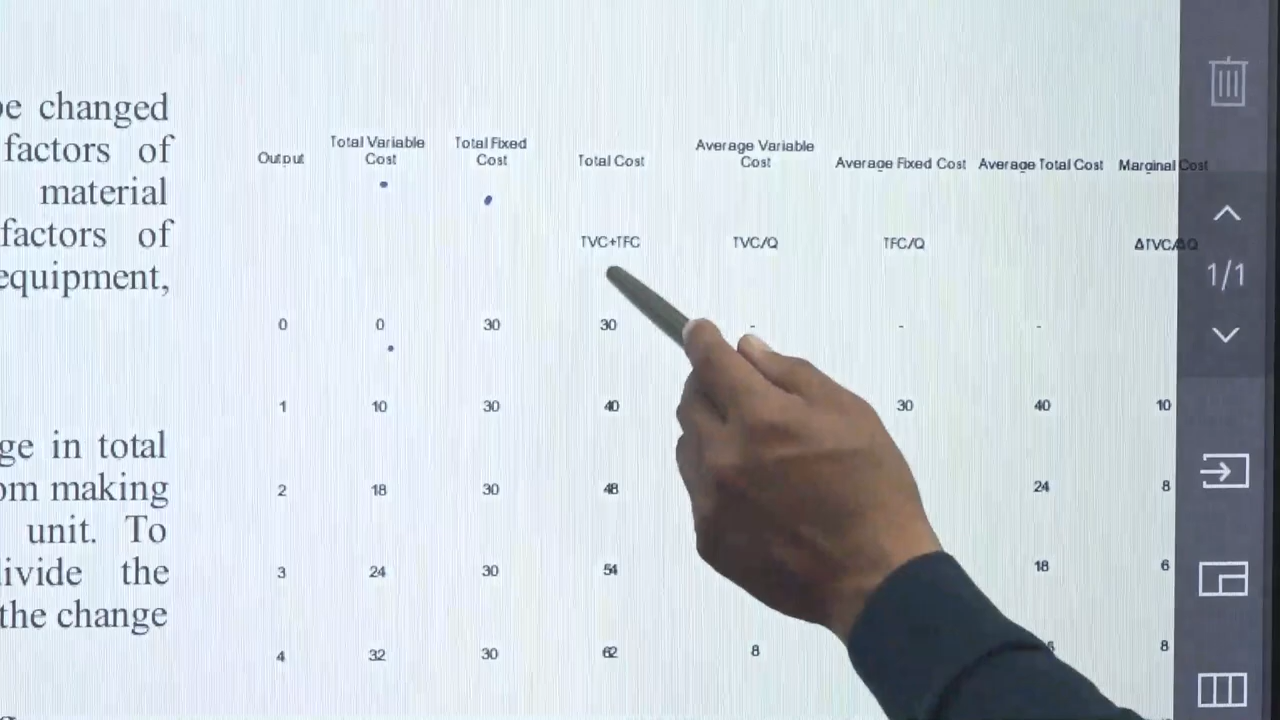 be changed
factors of
material
factors of
equipment,
ge in total
om making
unit. To
ivide the
the change
Output
Total Variable
Cost
Total Fixed
Cost
Total Cost
Average Variable
Cost
Average Fixed Cost
Average Total Cost
Marginal Cost
TVC+TFC
TVC/Q
TFC/Q
ΔTVC/ΔQ
0 0 30 30 - - -
1 10 30 40 30 40 10
2 18 30 48 24 8
3 24 30 54 18 6
4 32 30 62 8 8
1/1